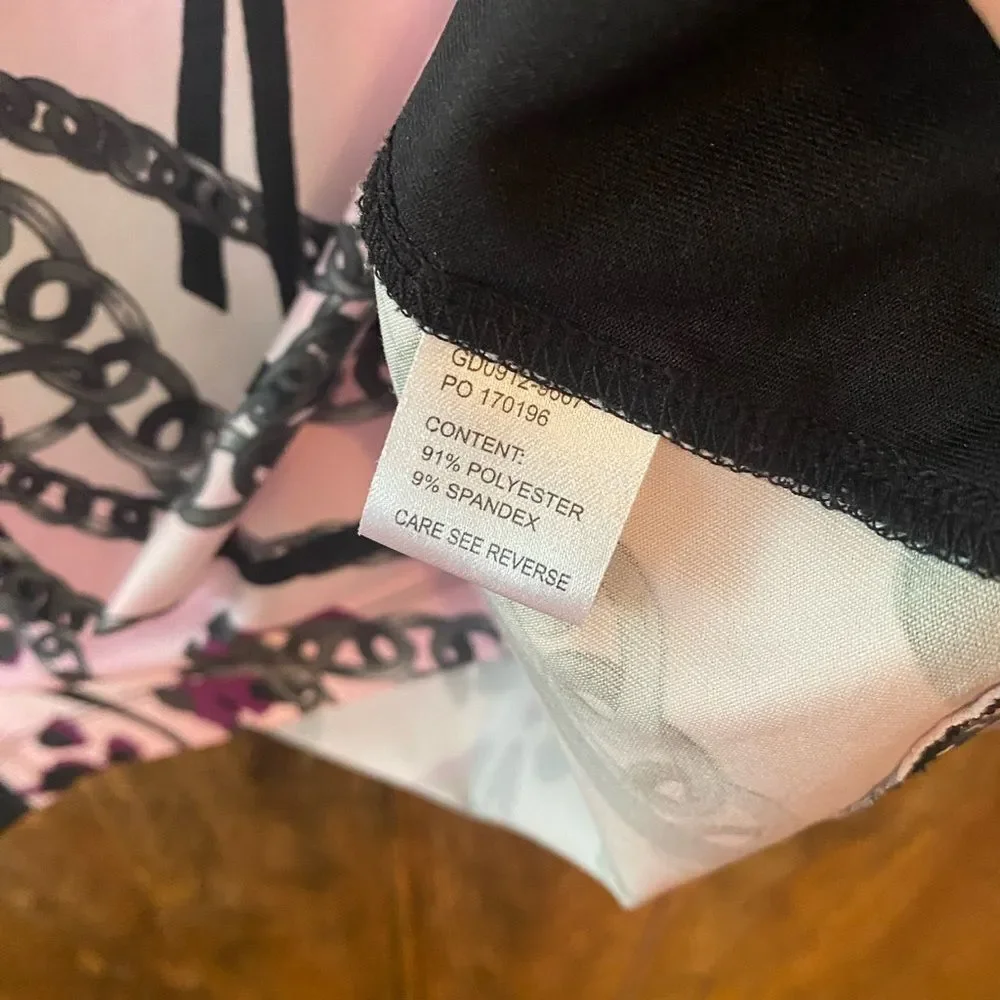 PO 170196
CONTENT:
91% POLYESTER
9% SPANDEX
CARE SEE REVERSE